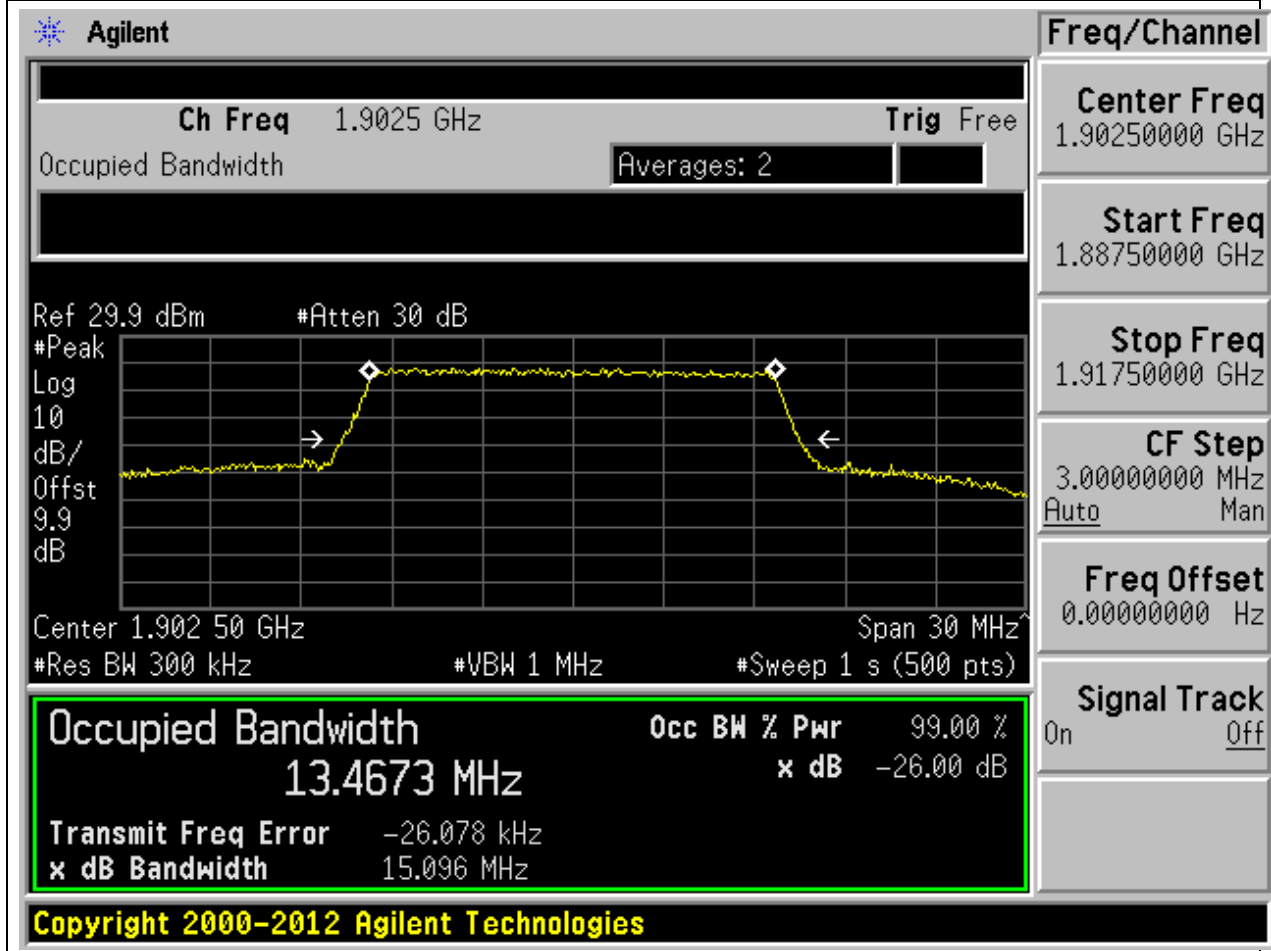 Agilent
Freq/Channel
Ch Freq 1.9025 GHz Trig Free
Occupied Bandwidth Averages: 2
Center Freq
1.90250000 GHz
Start Freq
1.88750000 GHz
Stop Freq
1.91750000 GHz
CF Step
3.00000000 MHz
Auto Man
Freq Offset
0.00000000 Hz
Signal Track
On Off
Ref 29.9 dBm #Atten 30 dB
#Peak
Log
10
dB/
Offst
9.9
dB
Center 1.902 50 GHz Span 30 MHz^
#Res BW 300 kHz #VBW 1 MHz #Sweep 1 s (500 pts)
Occupied Bandwidth
13.4673 MHz
Occ BW % Pwr 99.00 %
x dB -26.00 dB
Transmit Freq Error -26.078 kHz
x dB Bandwidth 15.096 MHz
Copyright 2000-2012 Agilent Technologies